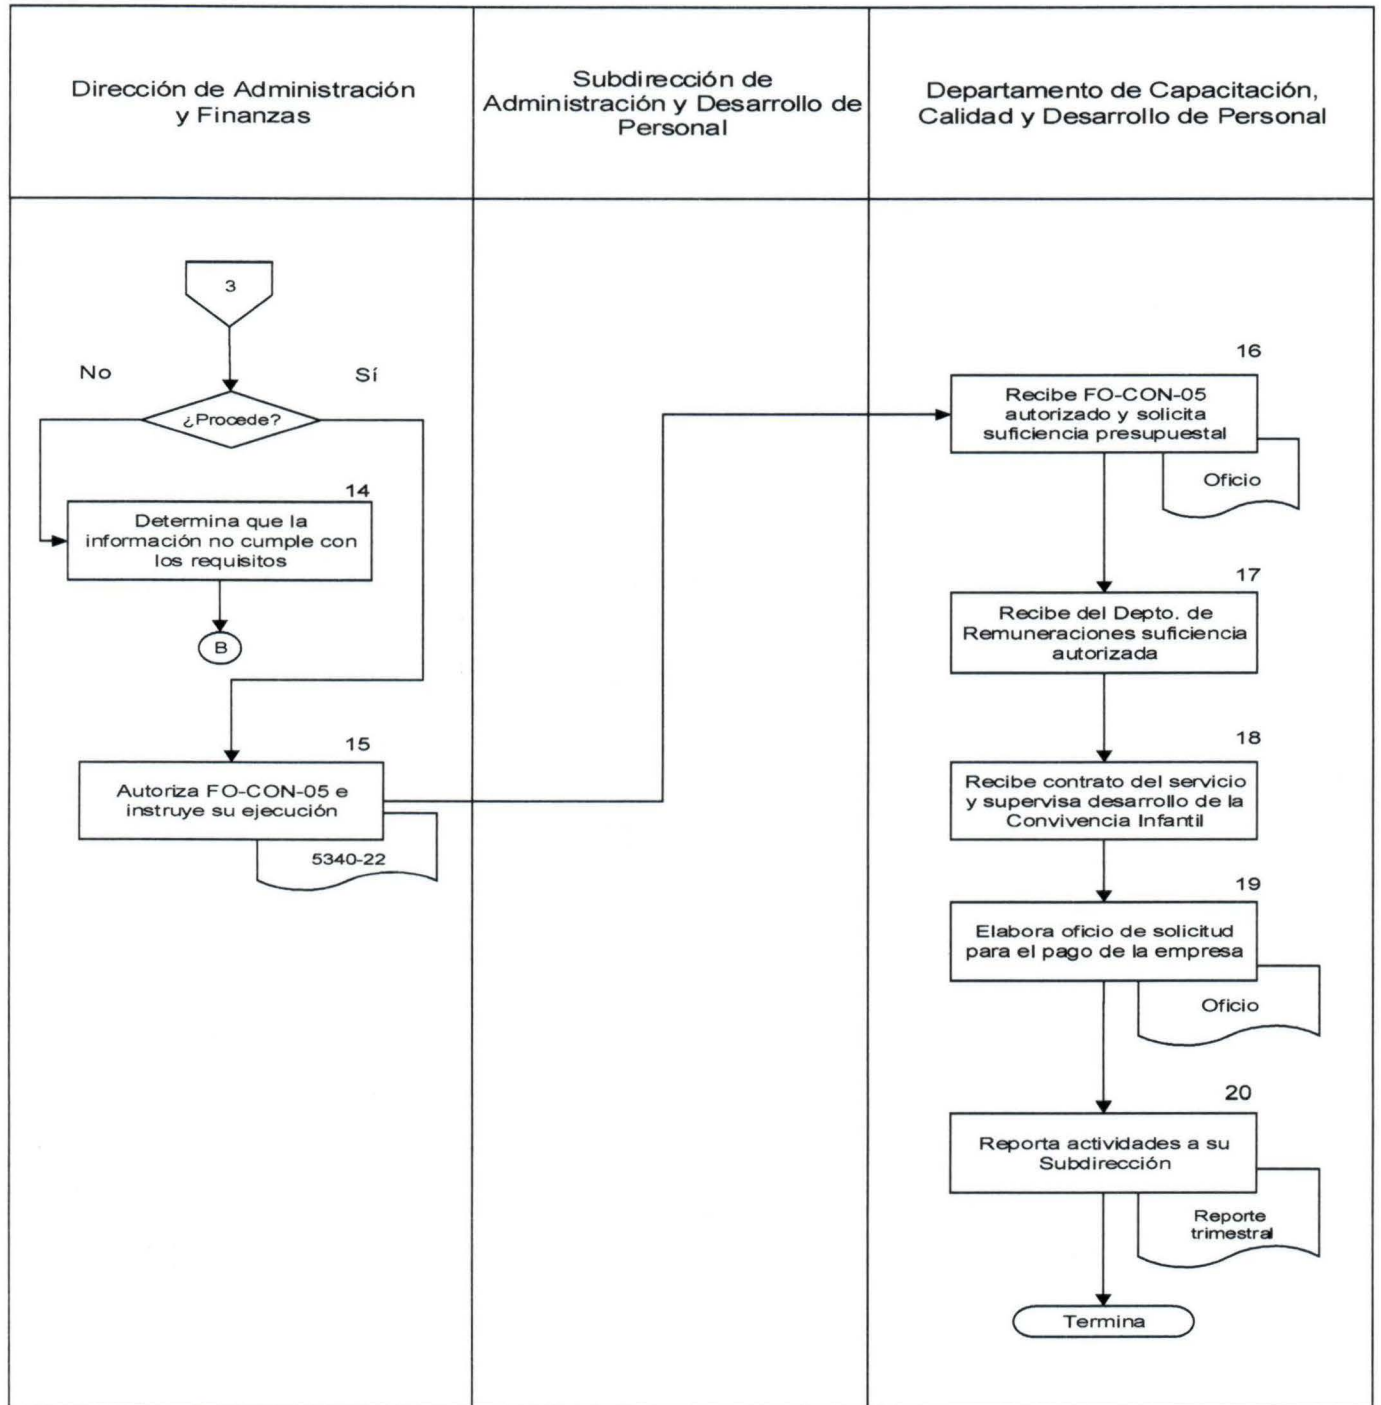 Dirección de Administración
y Finanzas
Subdirección de
Administración y Desarrollo de
Personal
Departamento de Capacitación,
Calidad y Desarrollo de Personal
3
No
Sí
¿Procede?
14
Determina que la
información no cumple con
los requisitos
B
15
Autoriza FO-CON-05 e
instruye su ejecución
5340-22
16
Recibe FO-CON-05
autorizado y solicita
suficiencia presupuestal
Oficio
17
Recibe del Depto. de
Remuneraciones suficiencia
autorizada
18
Recibe contrato del servicio
y supervisa desarrollo de la
Convivencia Infantil
19
Elabora oficio de solicitud
para el pago de la empresa
Oficio
20
Reporta actividades a su
Subdirección
Reporte
trimestral
Termina